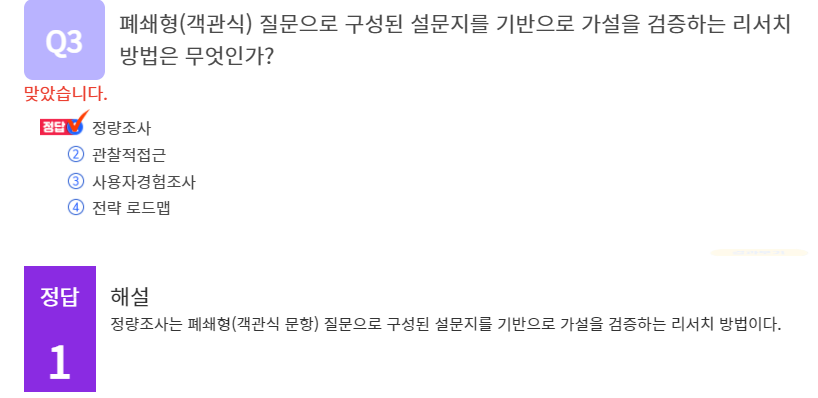 Q3
폐쇄형(객관식) 질문으로 구성된 설문지를 기반으로 가설을 검증하는 리서치
방법은 무엇인가?
맞았습니다.
정답 정량조사
② 관찰적접근
③ 사용자경험조사
④ 전략 로드맵
정답
1
해설
정량조사는 폐쇄형(객관식 문항) 질문으로 구성된 설문지를 기반으로 가설을 검증하는 리서치 방법이다.